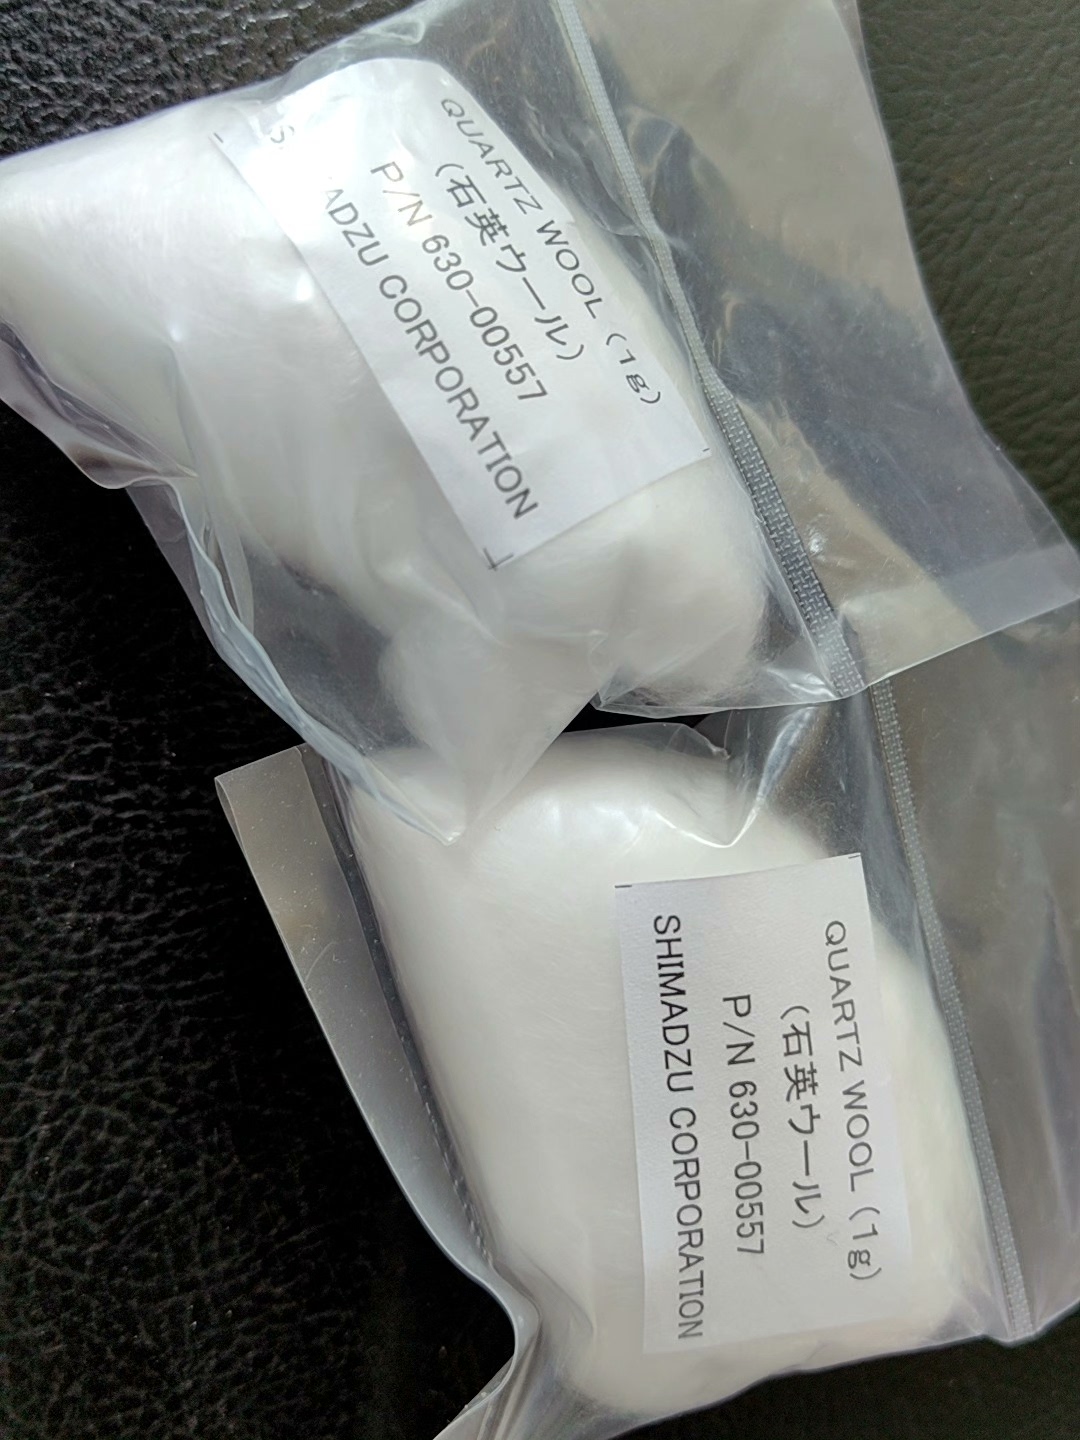 QUARTZ WOOL (1g)
(石英ウール)
P/N 630-00557
ADZU CORPORATION
QUARTZ WOOL (1g)
(石英ウール)
P/N 630-00557
SHIMADZU CORPORATION